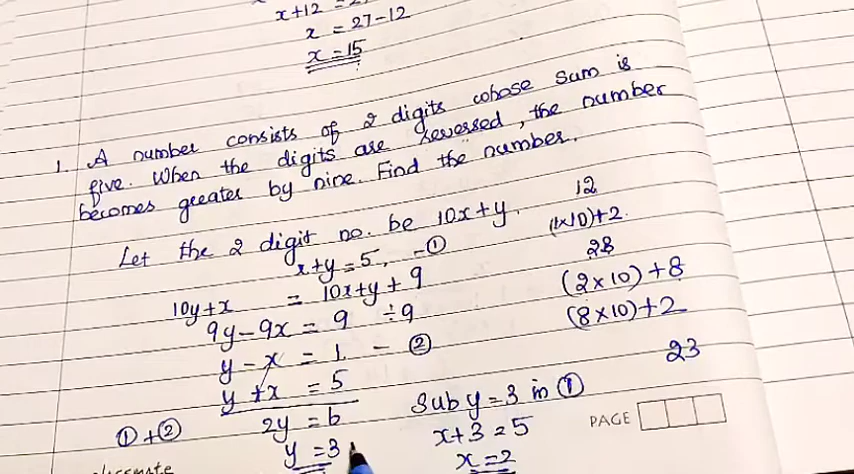 x+12 =
x = 27-12
x = 15
1. A number consists of 2 digits whose sum is
five. When the digits are reversed, the number
becomes greater by nine. Find the number.
Let the 2 digit no. be 10x+y.
x+y = 5. - ①
10y+x = 10x+y+9
9y-9x = 9 ÷9
y - x = 1 - ②
y + x = 5
① + ② 2y = 6
y = 3
12
(1x10)+2
28
(2x10)+8
(8x10)+2
23
Sub y=3 in ①
x+3 = 5
x = 2
PAGE
classmate